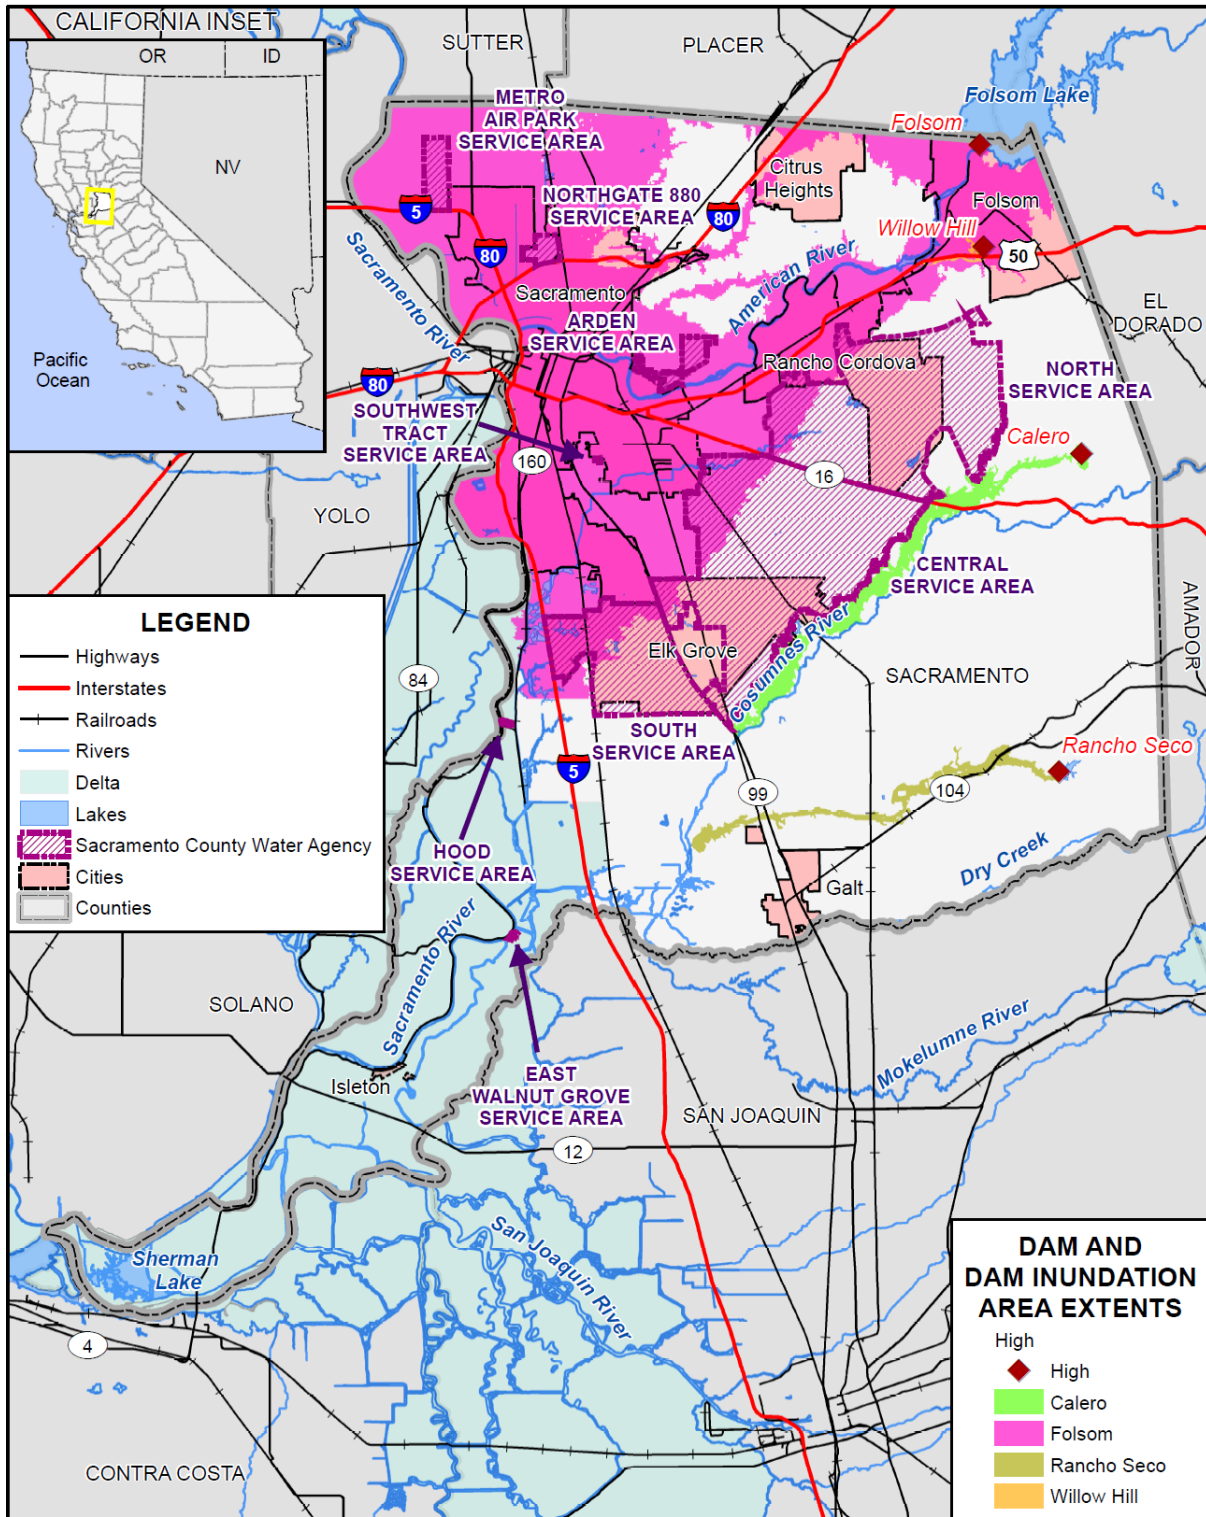 CALIFORNIA INSET
OR
ID
NV
Pacific
Ocean
SUTTER
PLACER
Folsom Lake
METRO
AIR PARK
SERVICE AREA
Folsom
Citrus
Heights
NORTHGATE 880
SERVICE AREA
Folsom
5
80
80
Willow Hill
50
Sacramento River
American River
Sacramento
ARDEN
SERVICE AREA
EL
DORADO
Rancho Cordova
NORTH
SERVICE AREA
80
SOUTHWEST
TRACT
SERVICE AREA
160
16
Calero
YOLO
CENTRAL
SERVICE AREA
AMADOR
LEGEND
Highways
Interstates
Railroads
Rivers
Delta
Lakes
Sacramento County Water Agency
Cities
Counties
84
Elk Grove
Cosumnes River
SACRAMENTO
SOUTH
SERVICE AREA
Rancho Seco
5
99
104
HOOD
SERVICE AREA
Dry Creek
Galt
Sacramento River
SOLANO
Mokelumne River
Isleton
EAST
WALNUT GROVE
SERVICE AREA
SAN JOAQUIN
12
San Joaquin River
Sherman
Lake
4
CONTRA COSTA
DAM AND
DAM INUNDATION
AREA EXTENTS
High
High
Calero
Folsom
Rancho Seco
Willow Hill